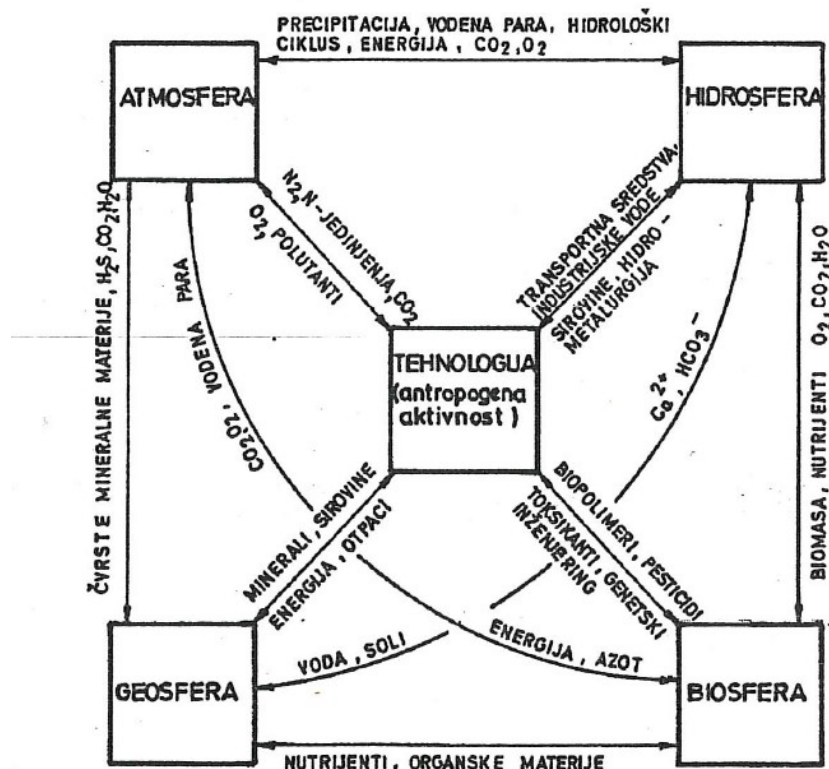 PRECIPITACIJA, VODENA PARA, HIDROLOŠKI
CIKLUS, ENERGIJA, CO2,O2
ATMOSFERA
HIDROSFERA
N2,N-JEDINJENJA,CO2
O2, POLUTANTI
TRANSPORTNA SREDSTVA,
INDUSTRIJSKE VODE
SIROVINE, HIDRO-
METALURGIJA
ČVRSTE MINERALNE MATERIJE, H2S,CO2H2O
CO2,O2, VODENA PARA
TEHNOLOGIJA
(antropogena
aktivnost)
Ca2+, HCO3-
BIOMASA, NUTRIJENTI O2,CO2,H2O
MINERALI, SIROVINE
ENERGIJA, OTPACI
BIOPOLIMERI, PESTICIDI
TOKSIKANTI, GENETSKI
INŽENJERING
VODA, SOLI
ENERGIJA, AZOT
GEOSFERA
BIOSFERA
NUTRIJENTI, ORGANSKE MATERIJE